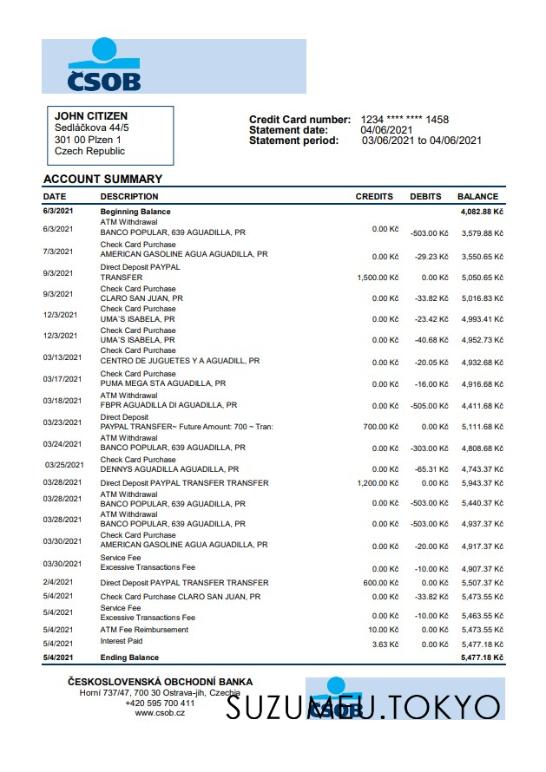 ČSOB
JOHN CITIZEN
Sedláčkova 44/5
301 00 Plzen 1
Czech Republic
Credit Card number: 1234 **** **** 1458
Statement date: 04/06/2021
Statement period: 03/06/2021 to 04/06/2021
ACCOUNT SUMMARY
DATE DESCRIPTION CREDITS DEBITS BALANCE
6/3/2021 Beginning Balance 4,082.88 Kč
6/3/2021 ATM Withdrawal
BANCO POPULAR, 639 AGUADILLA, PR 0.00 Kč -503.00 Kč 3,579.88 Kč
7/3/2021 Check Card Purchase
AMERICAN GASOLINE AGUA AGUADILLA, PR 0.00 Kč -29.23 Kč 3,550.65 Kč
9/3/2021 Direct Deposit PAYPAL
TRANSFER 1,500.00 Kč 0.00 Kč 5,050.65 Kč
9/3/2021 Check Card Purchase
CLARO SAN JUAN, PR 0.00 Kč -33.82 Kč 5,016.83 Kč
12/3/2021 Check Card Purchase
UMA`S ISABELA, PR 0.00 Kč -23.42 Kč 4,993.41 Kč
12/3/2021 Check Card Purchase
UMA`S ISABELA, PR 0.00 Kč -40.68 Kč 4,952.73 Kč
03/13/2021 Check Card Purchase
CENTRO DE JUGUETES Y A AGUADILL, PR 0.00 Kč -20.05 Kč 4,932.68 Kč
03/17/2021 Check Card Purchase
PUMA MEGA STA AGUADILLA, PR 0.00 Kč -16.00 Kč 4,916.68 Kč
03/18/2021 ATM Withdrawal
FBPR AGUADILLA DI AGUADILLA, PR 0.00 Kč -505.00 Kč 4,411.68 Kč
03/23/2021 Direct Deposit
PAYPAL TRANSFER~ Future Amount: 700 ~ Tran: 700.00 Kč 0.00 Kč 5,111.68 Kč
03/24/2021 ATM Withdrawal
BANCO POPULAR, 639 AGUADILLA, PR 0.00 Kč -303.00 Kč 4,808.68 Kč
03/25/2021 Check Card Purchase
DENNYS AGUADILLA AGUADILLA, PR 0.00 Kč -65.31 Kč 4,743.37 Kč
03/28/2021 Direct Deposit PAYPAL TRANSFER TRANSFER 1,200.00 Kč 0.00 Kč 5,943.37 Kč
03/28/2021 ATM Withdrawal
BANCO POPULAR, 639 AGUADILLA, PR 0.00 Kč -503.00 Kč 5,440.37 Kč
03/28/2021 ATM Withdrawal
BANCO POPULAR, 639 AGUADILLA, PR 0.00 Kč -503.00 Kč 4,937.37 Kč
03/30/2021 Check Card Purchase
AMERICAN GASOLINE AGUA AGUADILLA, PR 0.00 Kč -20.00 Kč 4,917.37 Kč
03/30/2021 Service Fee
Excessive Transactions Fee 0.00 Kč -10.00 Kč 4,907.37 Kč
2/4/2021 Direct Deposit PAYPAL TRANSFER TRANSFER 600.00 Kč 0.00 Kč 5,507.37 Kč
5/4/2021 Check Card Purchase CLARO SAN JUAN, PR 0.00 Kč -33.82 Kč 5,473.55 Kč
5/4/2021 Service Fee
Excessive Transactions Fee 0.00 Kč -10.00 Kč 5,463.55 Kč
5/4/2021 ATM Fee Reimbursement 10.00 Kč 0.00 Kč 5,473.55 Kč
5/4/2021 Interest Paid 3.63 Kč 0.00 Kč 5,477.18 Kč
5/4/2021 Ending Balance 5,477.18 Kč
ČESKOSLOVENSKÁ OBCHODNÍ BANKA
Horní 737/47, 700 30 Ostrava-jih, Czechia
+420 595 700 411
www.csob.cz
ČSOB
SUZUMEU.TOKYO